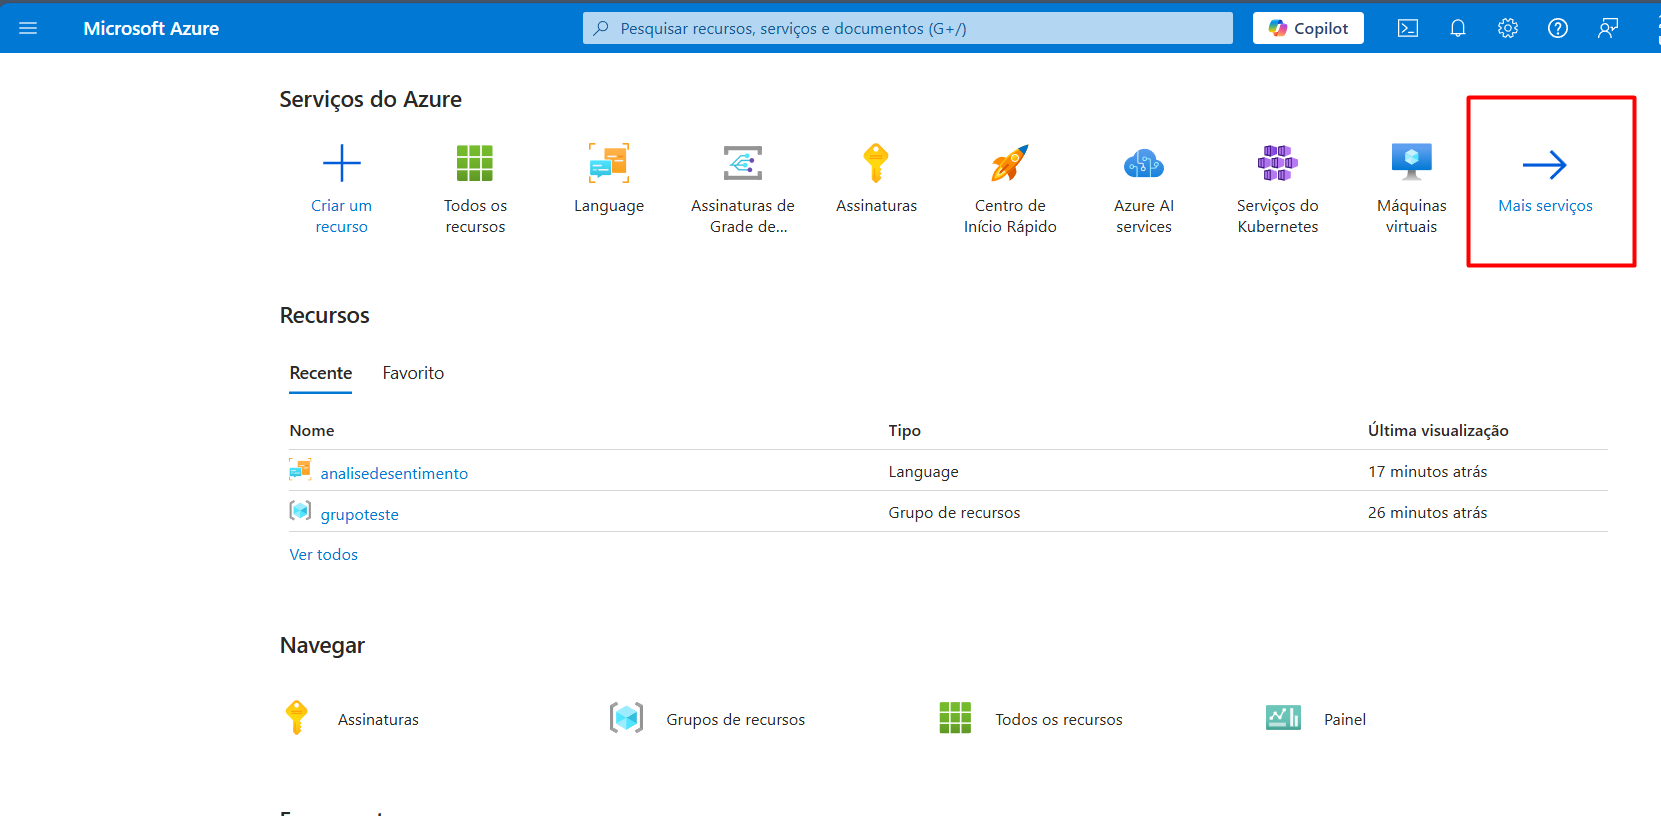 Microsoft Azure
Pesquisar recursos, serviços e documentos (G+/)
Copilot
Serviços do Azure
Criar um
recurso
Todos os
recursos
Language
Assinaturas de
Grade de...
Assinaturas
Centro de
Início Rápido
Azure AI
services
Serviços do
Kubernetes
Máquinas
virtuais
Mais serviços
Recursos
Recente
Favorito
Nome
Tipo
Última visualização
analisedesentimento
Language
17 minutos atrás
grupoteste
Grupo de recursos
26 minutos atrás
Ver todos
Navegar
Assinaturas
Grupos de recursos
Todos os recursos
Painel